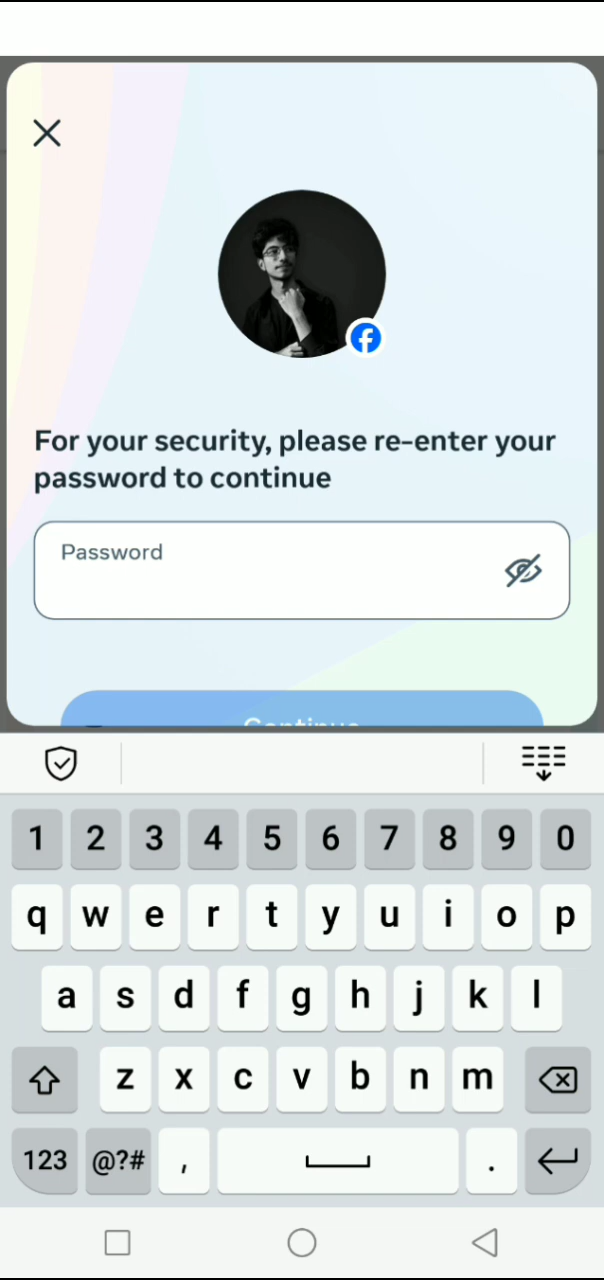 For your security, please re-enter your
password to continue
Password
Continue
1 2 3 4 5 6 7 8 9 0
q w e r t y u i o p
a s d f g h j k l
z x c v b n m
123 @?# , .